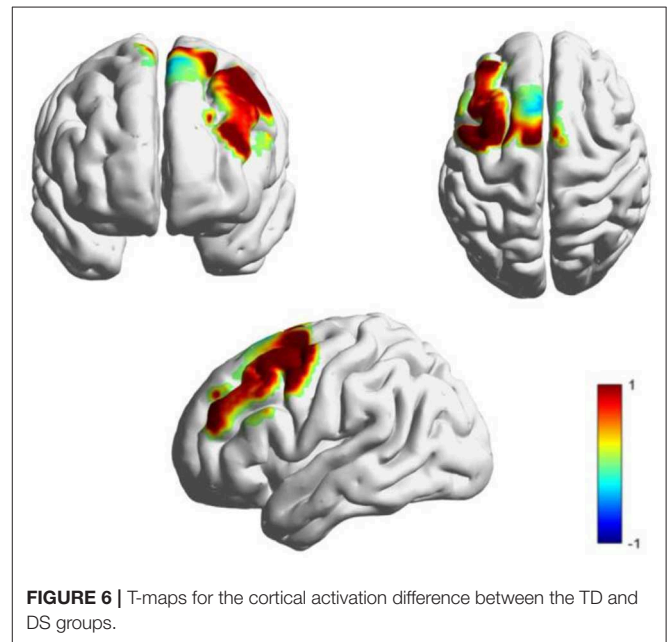 1
-1
FIGURE 6 | T-maps for the cortical activation difference between the TD and
DS groups.